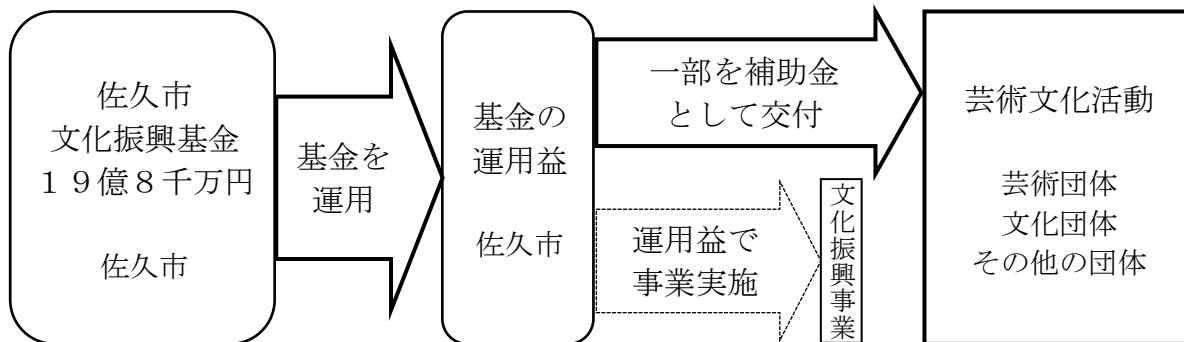 佐久市
文化振興基金
１９億８千万円
佐久市
基金を
運用
基金の
運用益
佐久市
一部を補助金
として交付
運用益で
事業実施
文化振興事業
芸術文化活動
芸術団体
文化団体
その他の団体